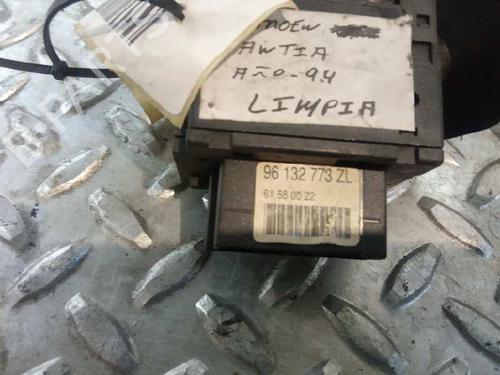 AWTIA
AÑO-94
LIMPIA
96 132 773 ZL
61 58 00 22